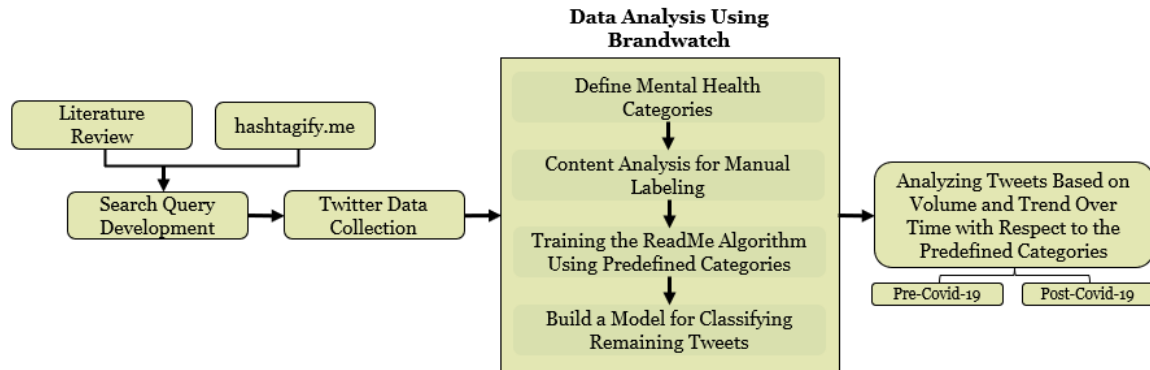 Data Analysis Using
Brandwatch
Literature
Review
hashtagify.me
Search Query
Development
Twitter Data
Collection
Define Mental Health
Categories
Content Analysis for Manual
Labeling
Training the ReadMe Algorithm
Using Predefined Categories
Build a Model for Classifying
Remaining Tweets
Analyzing Tweets Based on
Volume and Trend Over
Time with Respect to the
Predefined Categories
Pre-Covid-19
Post-Covid-19